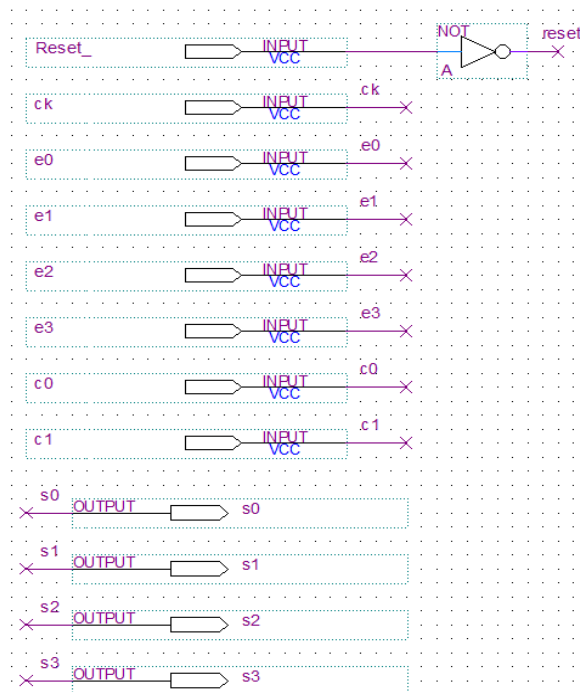 NOT reset
Reset_ INPUT
VCC A
ck INPUT ck
VCC
e0 INPUT e0
VCC
e1 INPUT e1
VCC
e2 INPUT e2
VCC
e3 INPUT e3
VCC
c0 INPUT c0
VCC
c1 INPUT c1
VCC
s0 OUTPUT s0
s1 OUTPUT s1
s2 OUTPUT s2
s3 OUTPUT s3